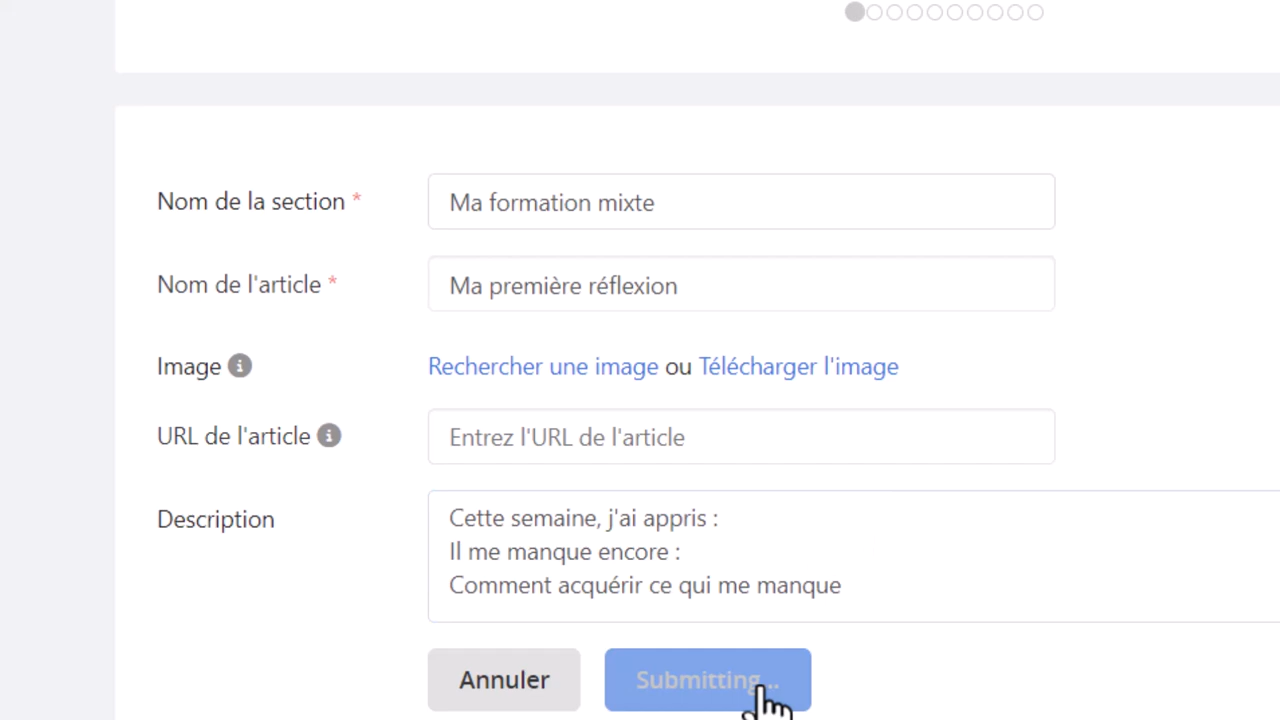 Nom de la section *
Ma formation mixte
Nom de l'article *
Ma première réflexion
Image
Rechercher une image ou Télécharger l'image
URL de l'article
Entrez l'URL de l'article
Description
Cette semaine, j'ai appris :
Il me manque encore :
Comment acquérir ce qui me manque
Annuler
Submitting...